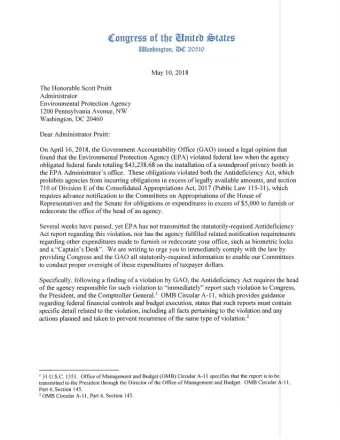 Congress of the United States
Washington, DC 20510
May 10, 2018
The Honorable Scott Pruitt
Administrator
Environmental Protection Agency
1200 Pennsylvania Avenue, NW
Washington, DC 20460
Dear Administrator Pruitt:
On April 16, 2018, the Government Accountability Office (GAO) issued a legal opinion that
found that the Environmental Protection Agency (EPA) violated federal law when the agency
obligated federal funds totaling $43,238.68 on the installation of a soundproof privacy booth in
the EPA Administrator's office. These obligations violated both the Antideficiency Act, which
prohibits agencies from incurring obligations in excess of legally available amounts, and section
710 of Division E of the Consolidated Appropriations Act, 2017 (Public Law 115-31), which
requires advance notification to the Committees on Appropriations of the House of
Representatives and the Senate for obligations or expenditures in excess of $5,000 to furnish or
redecorate the office of the head of an agency.
Several weeks have passed, yet EPA has not transmitted the statutorily-required Antideficiency
Act report regarding this violation, nor has the agency fulfilled related notification requirements
regarding other expenditures made to furnish or redecorate your office, such as biometric locks
and a "Captain's Desk". We are writing to urge you to immediately comply with the law by
providing Congress and the GAO all statutorily-required information to enable our Committees
to conduct proper oversight of these expenditures of taxpayer dollars.
Specifically, following a finding of a violation by GAO, the Antideficiency Act requires the head
of the agency responsible for such violation to "immediately" report such violation to Congress,
the President, and the Comptroller General.¹ OMB Circular A-11, which provides guidance
regarding federal financial controls and budget execution, states that such reports must contain
specific detail related to the violation, including all facts pertaining to the violation and any
actions planned and taken to prevent recurrence of the same type of violation.²
¹ 31 U.S.C. 1351. Office of Management and Budget (OMB) Circular A-11 specifies that the report is to be
transmitted to the President through the Director of the Office of Management and Budget. OMB Circular A-11,
Part 4, Section 145.
² OMB Circular A-11, Part 4, Section 145.